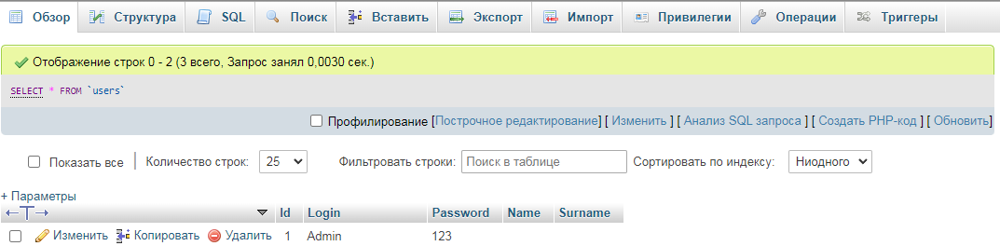 Обзор Структура SQL Поиск Вставить Экспорт Импорт Привилегии Операции Триггеры
Отображение строк 0 - 2 (3 всего, Запрос занял 0,0030 сек.)
SELECT * FROM `users`
Профилирование [Построчное редактирование] [ Изменить ] [ Анализ SQL запроса ] [ Создать PHP-код ] [ Обновить]
Показать все Количество строк: 25 Фильтровать строки: Поиск в таблице Сортировать по индексу: Ниодного
+ Параметры
←T→ Id Login Password Name Surname
Изменить Копировать Удалить 1 Admin 123